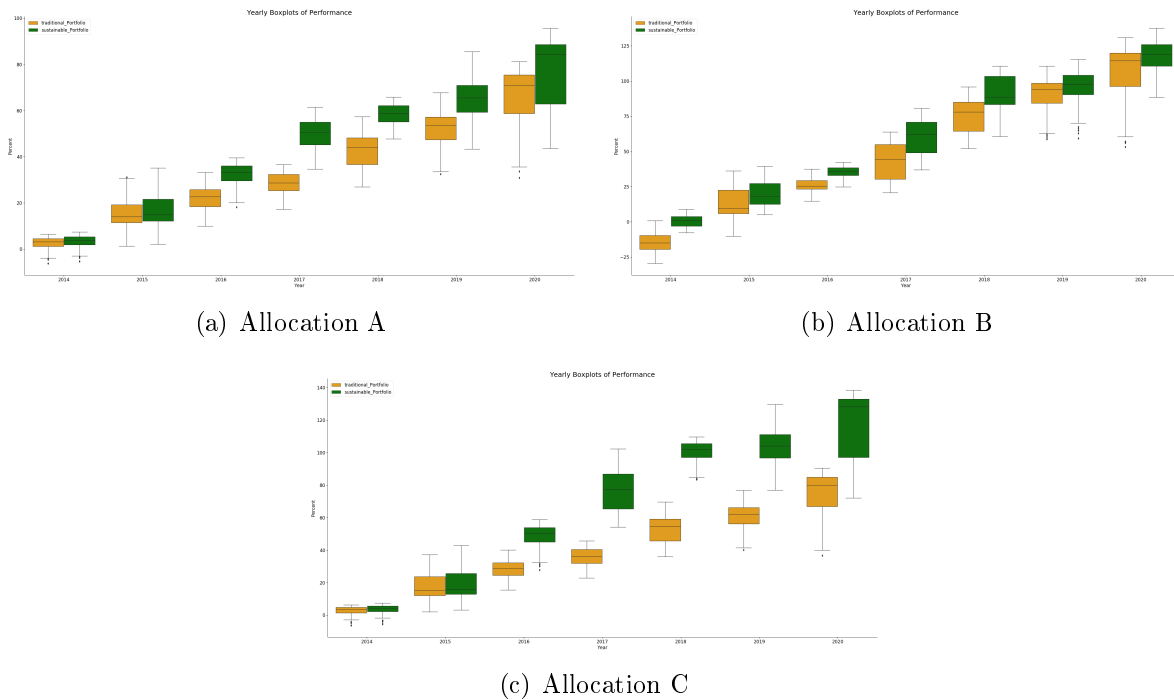 Yearly Boxplots of Performance
traditional_Portfolio
sustainable_Portfolio
100
80
60
40
20
0
Percent
2014 2015 2016 2017 2018 2019 2020
Year
(a) Allocation A
Yearly Boxplots of Performance
traditional_Portfolio
sustainable_Portfolio
125
100
75
50
25
0
−25
Percent
2014 2015 2016 2017 2018 2019 2020
Year
(b) Allocation B
Yearly Boxplots of Performance
traditional_Portfolio
sustainable_Portfolio
140
120
100
80
60
40
20
0
Percent
2014 2015 2016 2017 2018 2019 2020
Year
(c) Allocation C